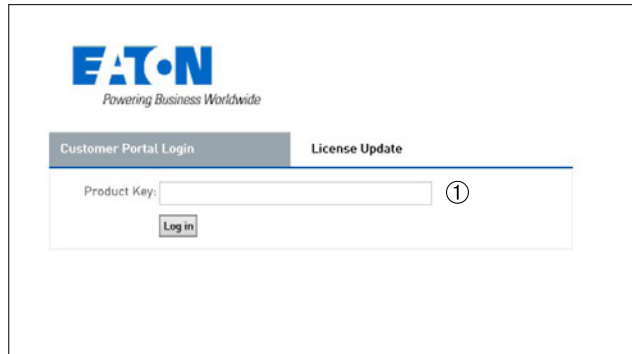 EATON
Powering Business Worldwide
Customer Portal Login License Update
Product Key: ①
Log in